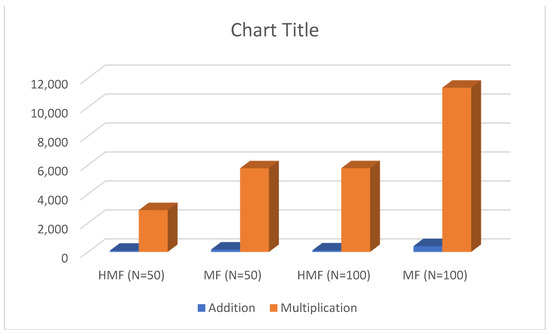 Chart Title
12,000
10,000
8,000
6,000
4,000
2,000
0
HMF (N=50) MF (N=50) HMF (N=100) MF (N=100)
Addition Multiplication